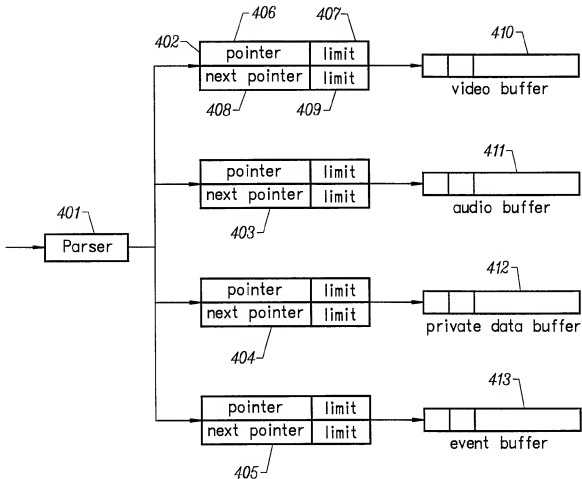 406
407
402
410
pointer limit
next pointer limit
video buffer
408
409
411
pointer limit
next pointer limit
audio buffer
401
403
Parser
412
pointer limit
next pointer limit
private data buffer
404
413
pointer limit
next pointer limit
event buffer
405